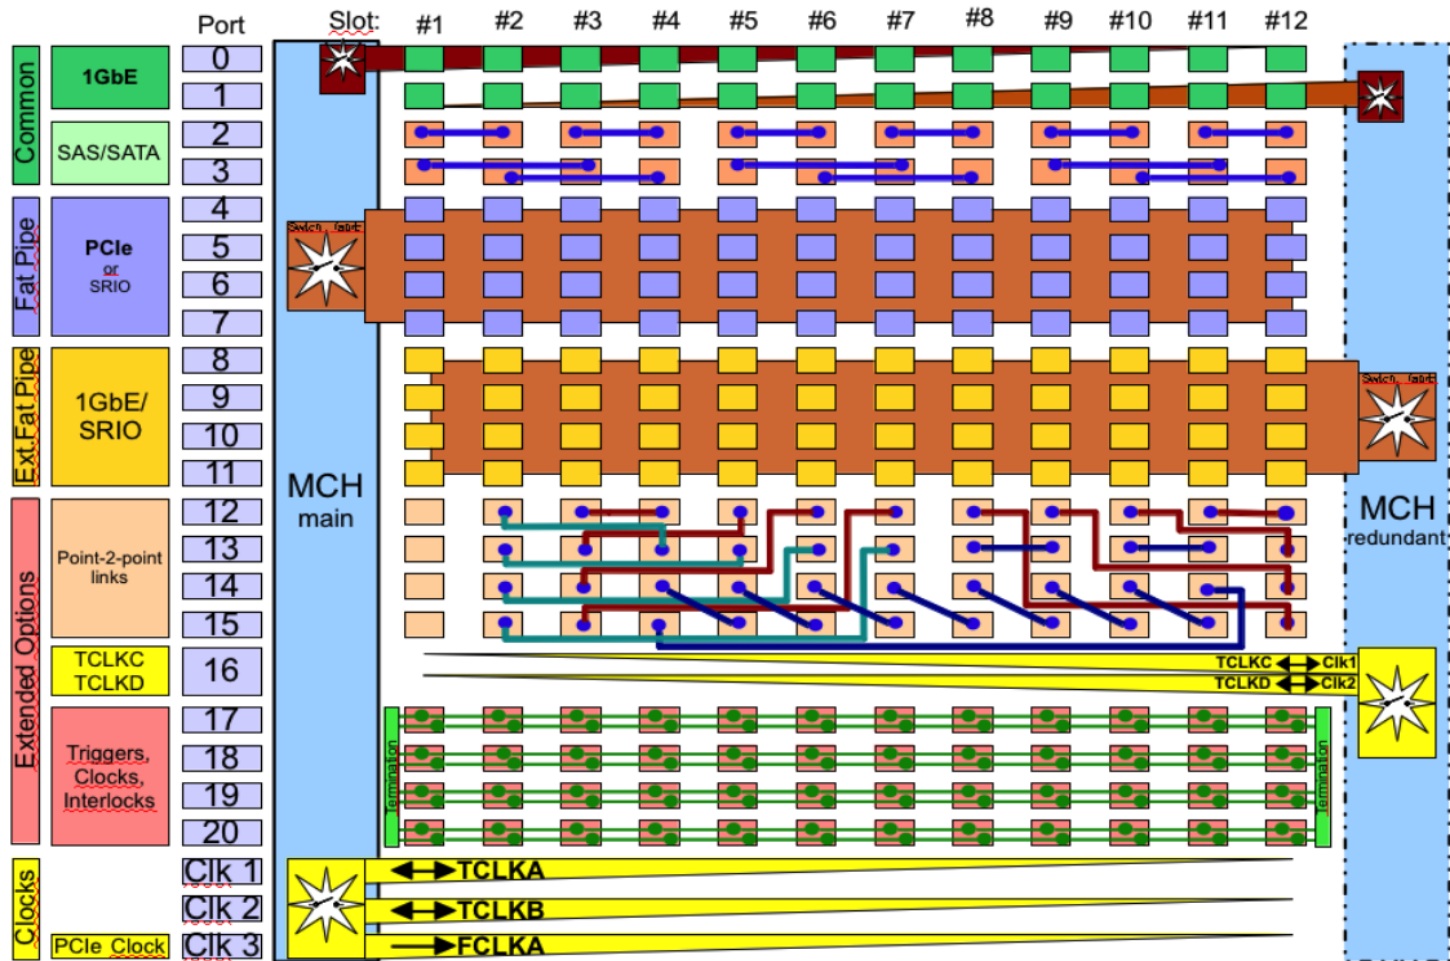 Port
Slot:
#1
#2
#3
#4
#5
#6
#7
#8
#9
#10
#11
#12
Common
1GbE
0
1
SAS/SATA
2
3
Fat Pipe
PCIe
or
SRIO
4
5
6
7
Ext.Fat Pipe
1GbE/
SRIO
8
9
10
11
MCH
main
MCH
redundant
Extended Options
Point-2-point
links
12
13
14
15
TCLKC
TCLKD
16
TCLKC
Clk1
TCLKD
Clk2
Triggers,
Clocks,
Interlocks
17
18
19
20
Termination
Termination
Clocks
Clk 1
TCLKA
Clk 2
TCLKB
PCIe Clock
Clk 3
FCLKA